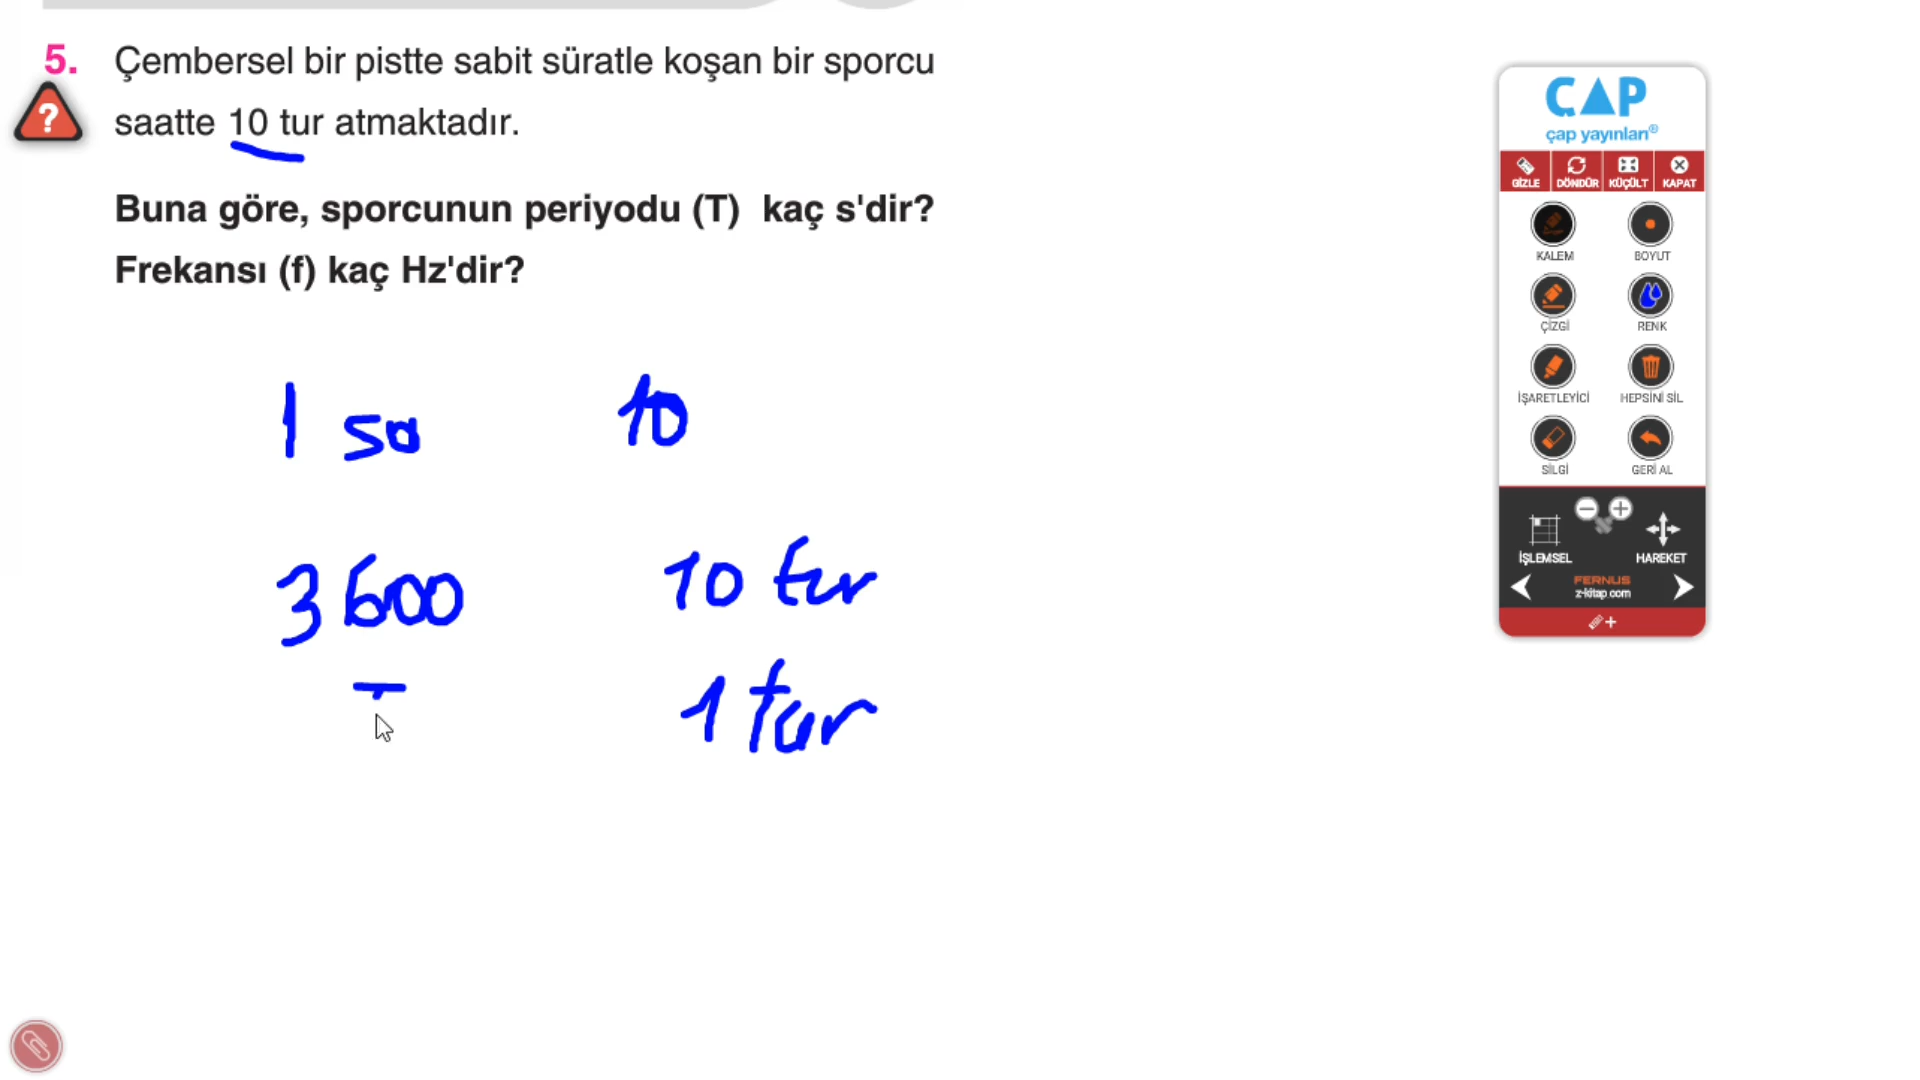 5. Çembersel bir pistte sabit süratle koşan bir sporcu
? saatte 10 tur atmaktadır.
Buna göre, sporcunun periyodu (T) kaç s'dir?
Frekansı (f) kaç Hz'dir?
1 sa 10
3600 10 tur
T 1 tur
ÇAP
çap yayınları®
GİZLE DÖNDÜR KÜÇÜLT KAPAT
KALEM BOYUT
ÇİZGİ RENK
İŞARETLEYİCİ HEPSİNİ SİL
SİLGİ GERİ AL
İŞLEMSEL HAREKET
FERNUS
z-kitap.com